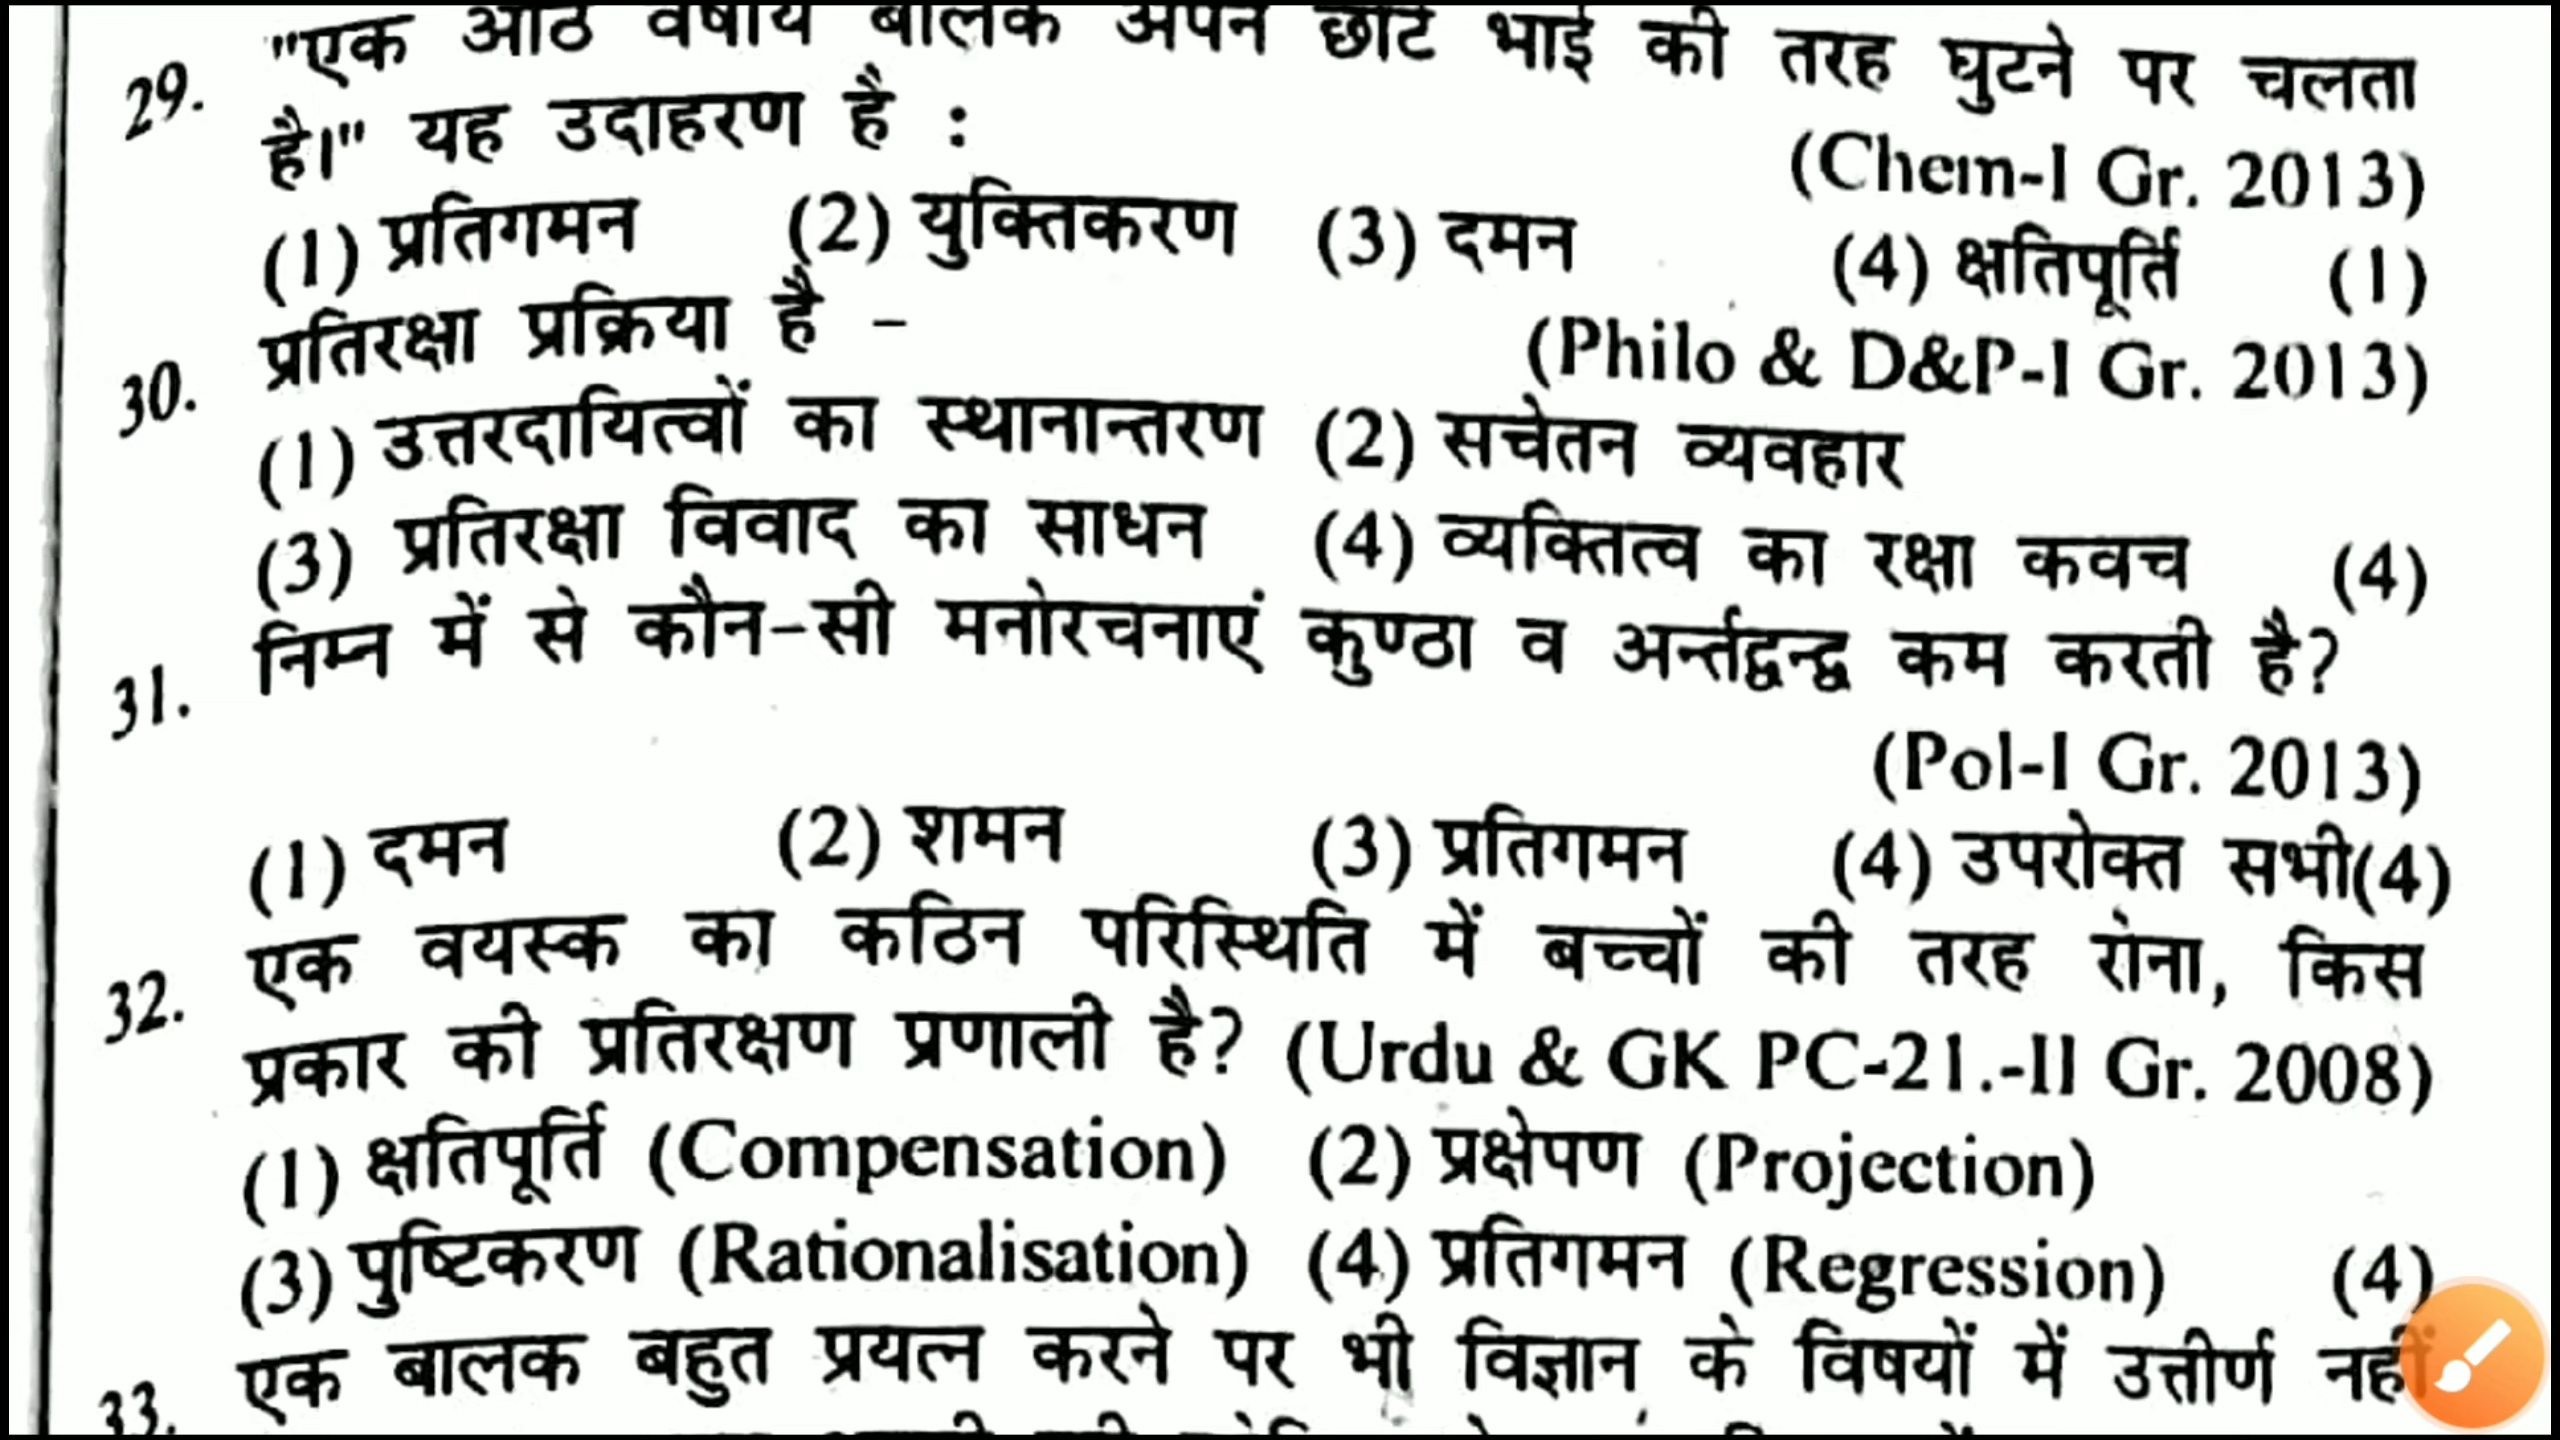 29. "एक आठ वर्षीय बालक अपने छोटे भाई की तरह घुटने पर चलता
है।" यह उदाहरण है :
(Chem-I Gr. 2013)
(1) प्रतिगमन (2) युक्तिकरण (3) दमन (4) क्षतिपूर्ति (1)
30. प्रतिरक्षा प्रक्रिया है -
(Philo & D&P-I Gr. 2013)
(1) उत्तरदायित्वों का स्थानान्तरण (2) सचेतन व्यवहार
(3) प्रतिरक्षा विवाद का साधन (4) व्यक्तित्व का रक्षा कवच (4)
31. निम्न में से कौन-सी मनोरचनाएं कुण्ठा व अर्न्तद्वन्द्व कम करती है?
(Pol-I Gr. 2013)
(1) दमन (2) शमन (3) प्रतिगमन (4) उपरोक्त सभी(4)
32. एक वयस्क का कठिन परिस्थिति में बच्चों की तरह रोना, किस
प्रकार की प्रतिरक्षण प्रणाली है? (Urdu & GK PC-21.-II Gr. 2008)
(1) क्षतिपूर्ति (Compensation) (2) प्रक्षेपण (Projection)
(3) पुष्टिकरण (Rationalisation) (4) प्रतिगमन (Regression) (4)
33. एक बालक बहुत प्रयत्न करने पर भी विज्ञान के विषयों में उत्तीर्ण नहीं